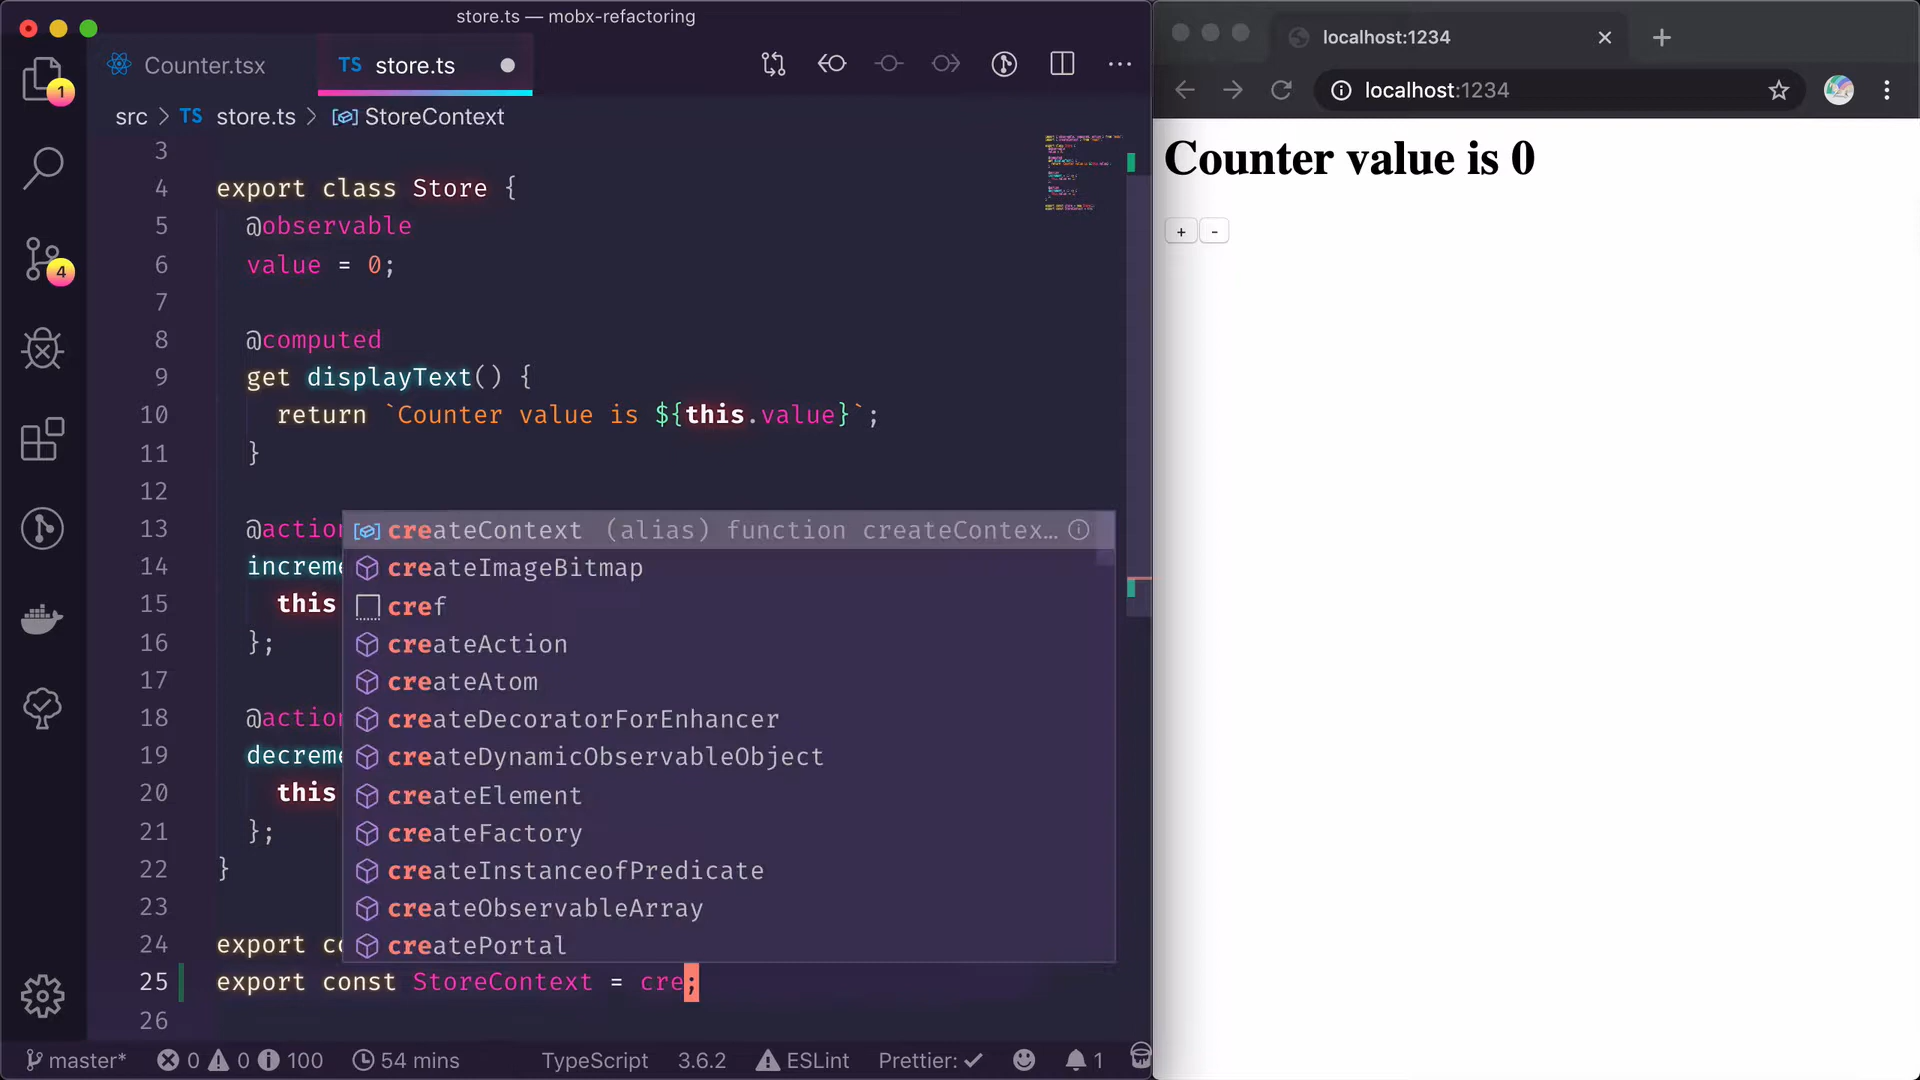 store.ts — mobx-refactoring
Counter.tsx
TS store.ts
src > TS store.ts > StoreContext
3
4 export class Store {
5 @observable
6 value = 0;
7
8 @computed
9 get displayText() {
10 return `Counter value is ${this.value}`;
11 }
12
13 @action
14 increme
15 this
16 };
17
18 @action
19 decreme
20 this
21 };
22 }
23
24 export co
25 export const StoreContext = cre;
26
createContext (alias) function createContex…
createImageBitmap
cref
createAction
createAtom
createDecoratorForEnhancer
createDynamicObservableObject
createElement
createFactory
createInstanceofPredicate
createObservableArray
createPortal
1
4
master* 0 0 100 54 mins TypeScript 3.6.2 ESLint Prettier: ✓ 1
localhost:1234
localhost:1234
Counter value is 0
+ -